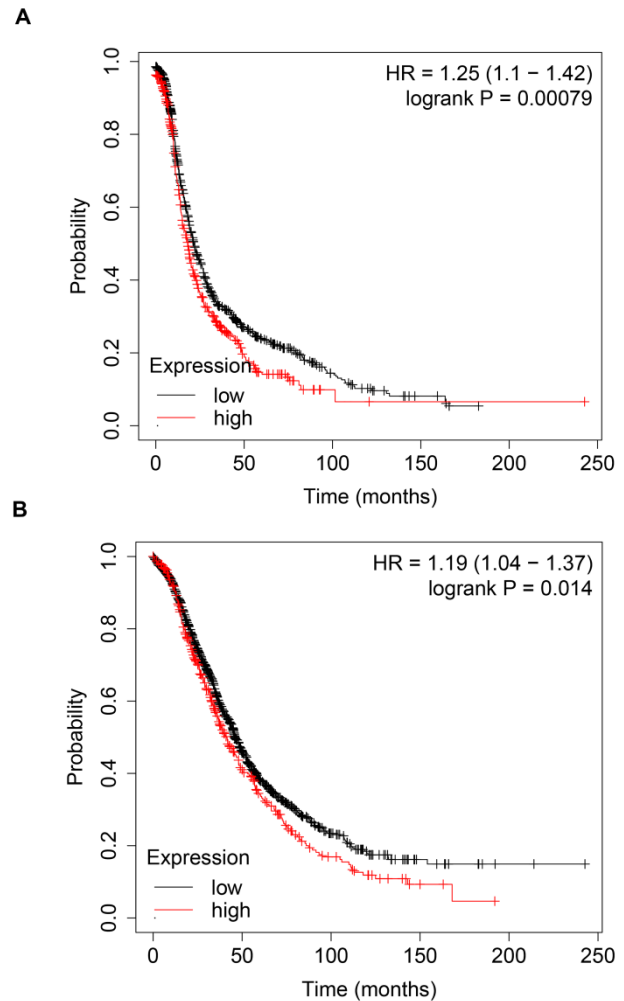 A
HR = 1.25 (1.1 − 1.42)
logrank P = 0.00079
Probability
1.0
0.8
0.6
0.4
0.2
0.0
Expression
low
high
0 50 100 150 200 250
Time (months)
B
HR = 1.19 (1.04 − 1.37)
logrank P = 0.014
Probability
1.0
0.8
0.6
0.4
0.2
0.0
Expression
low
high
0 50 100 150 200 250
Time (months)